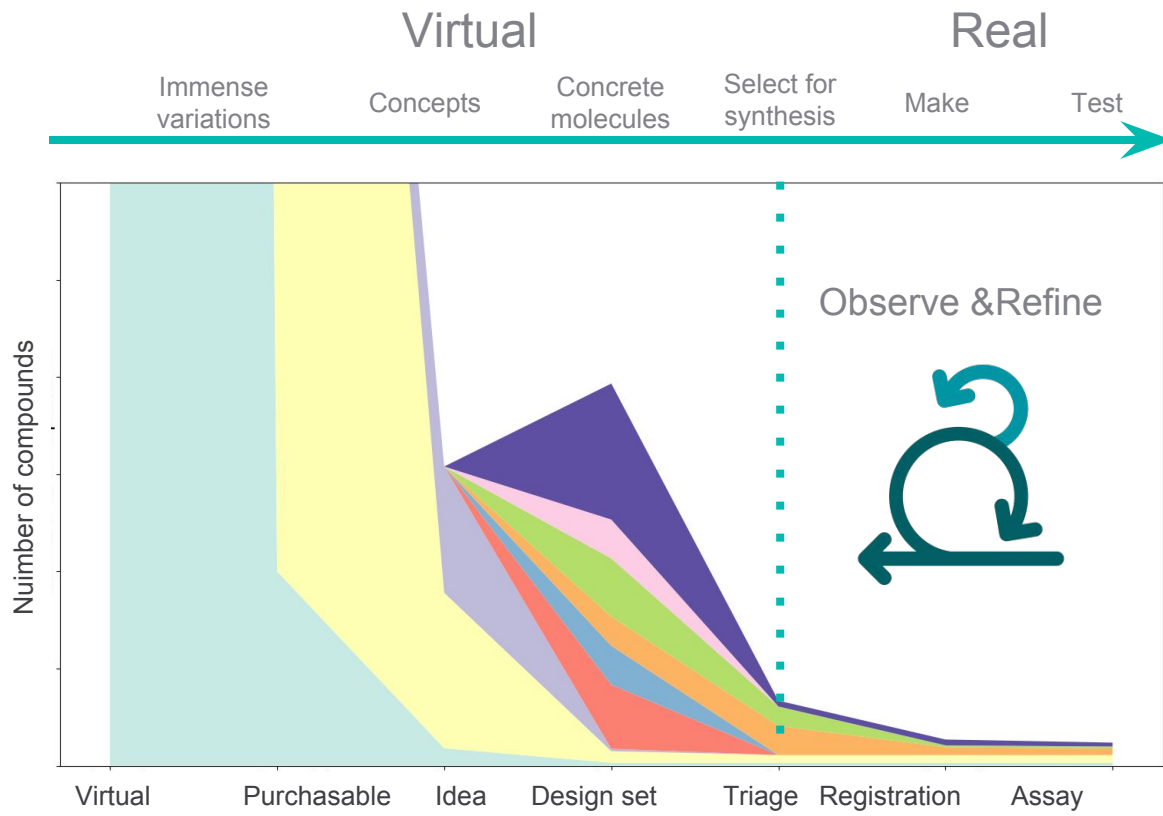 Virtual
Real
Immense
variations
Concepts
Concrete
molecules
Select for
synthesis
Make
Test
Observe &Refine
Nuimber of compounds
Virtual
Purchasable
Idea
Design set
Triage
Registration
Assay